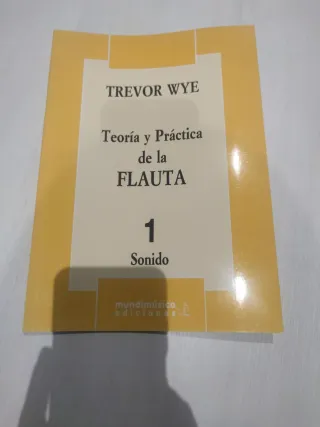 TREVOR WYE
Teoría y Práctica
de la
FLAUTA
1
Sonido
mundimúsica
ediciones